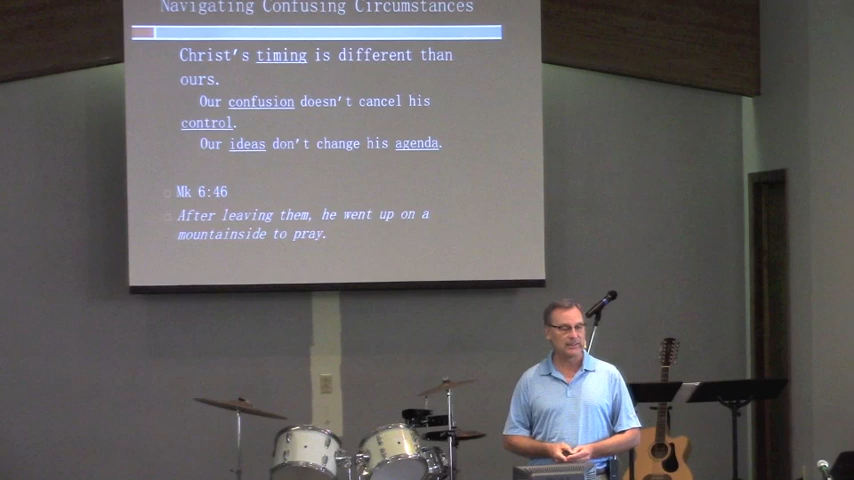 Navigating Confusing Circumstances
Christ's timing is different than
ours.
Our confusion doesn't cancel his
control.
Our ideas don't change his agenda.
Mk 6:46
After leaving them, he went up on a
mountainside to pray.